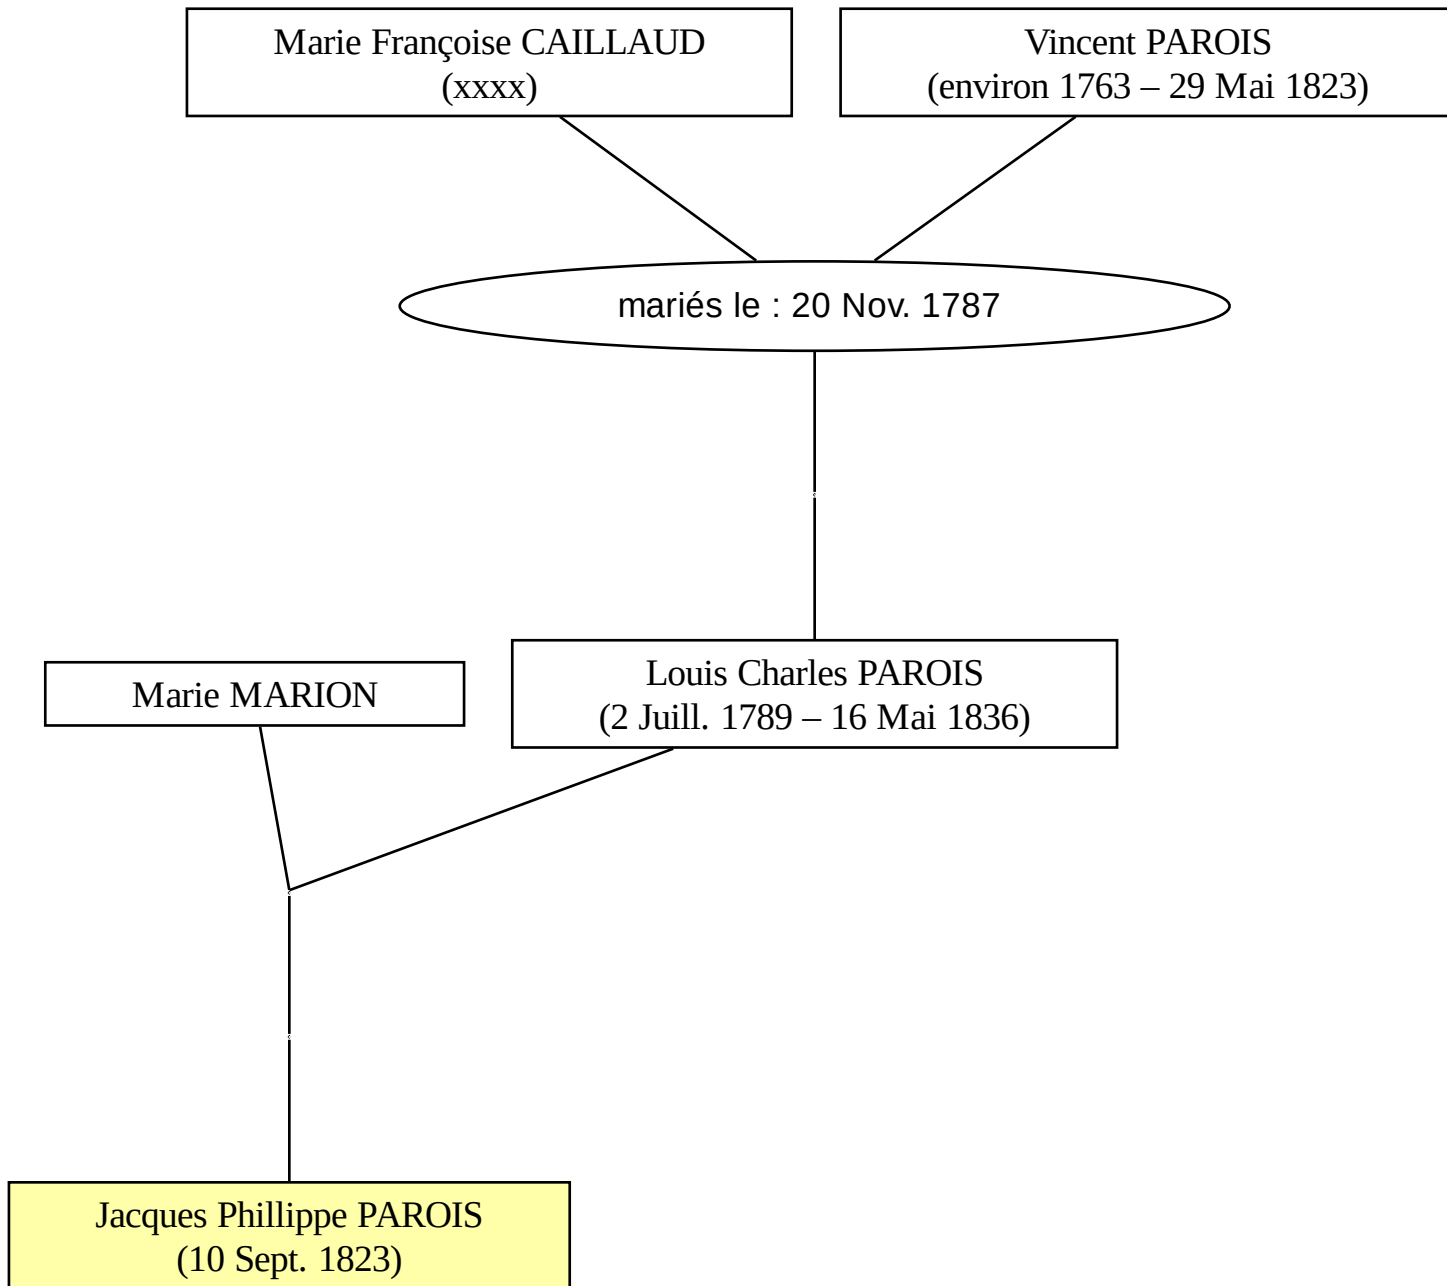 Marie Françoise CAILLAUD
(xxxx)
Vincent PAROIS
(environ 1763 – 29 Mai 1823)
mariés le : 20 Nov. 1787
Marie MARION
Louis Charles PAROIS
(2 Juill. 1789 – 16 Mai 1836)
Jacques Phillippe PAROIS
(10 Sept. 1823)